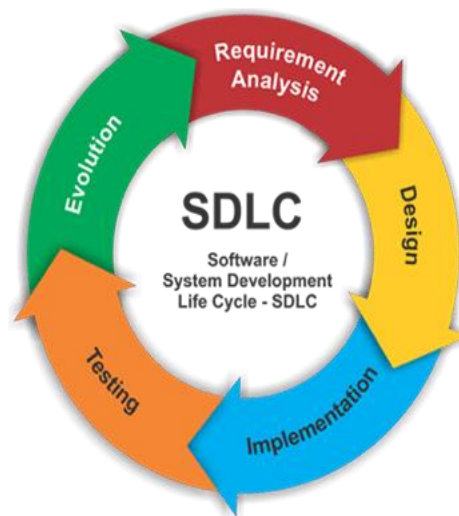 Requirement
Analysis
Design
Implementation
Testing
Evolution
SDLC
Software /
System Development
Life Cycle - SDLC